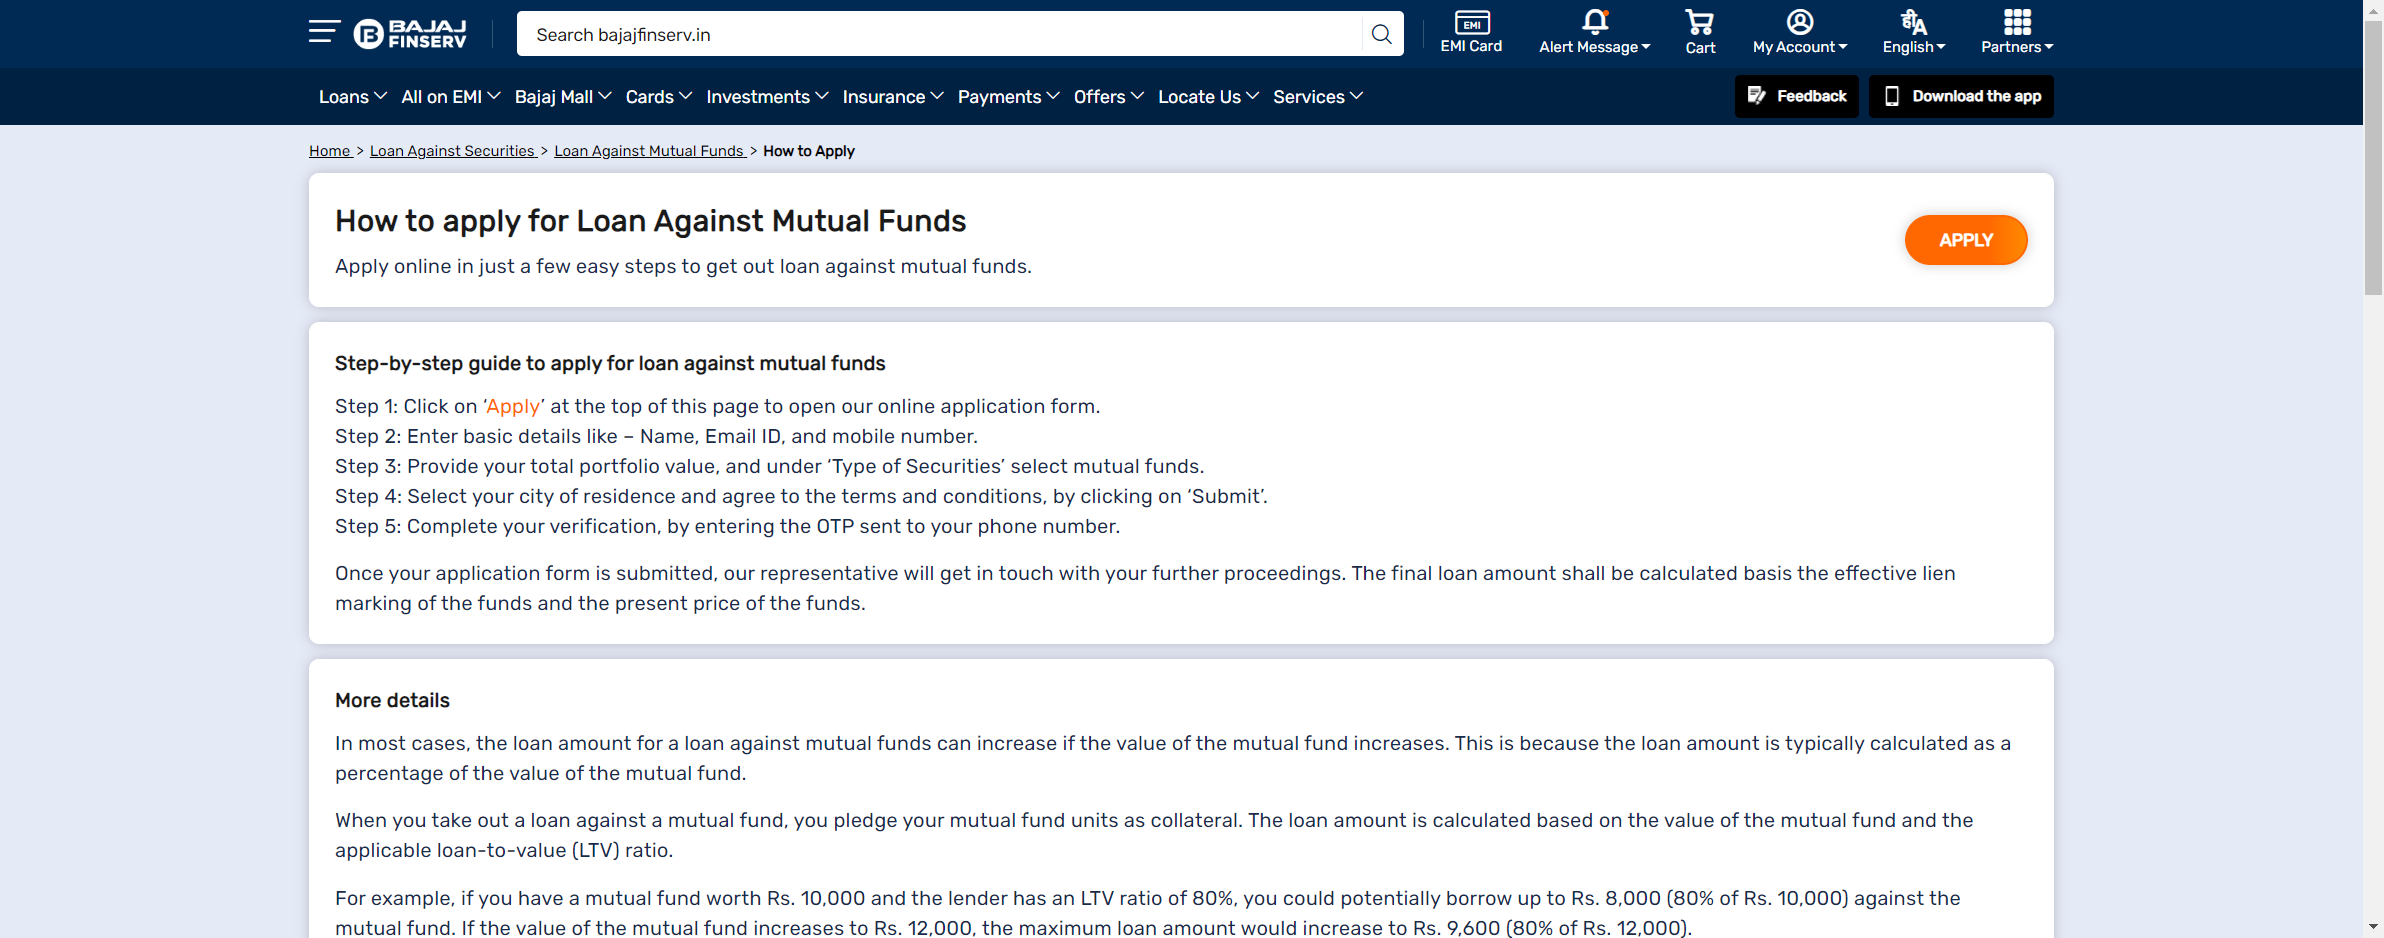 BAJAJ
FINSERV
Search bajajfinserv.in
EMI
EMI Card
Alert Message
Cart
My Account
हीA
English
Partners
Loans All on EMI Bajaj Mall Cards Investments Insurance Payments Offers Locate Us Services
Feedback
Download the app
Home > Loan Against Securities > Loan Against Mutual Funds > How to Apply
How to apply for Loan Against Mutual Funds
Apply online in just a few easy steps to get out loan against mutual funds.
APPLY
Step-by-step guide to apply for loan against mutual funds
Step 1: Click on ‘Apply’ at the top of this page to open our online application form.
Step 2: Enter basic details like – Name, Email ID, and mobile number.
Step 3: Provide your total portfolio value, and under ‘Type of Securities’ select mutual funds.
Step 4: Select your city of residence and agree to the terms and conditions, by clicking on ‘Submit’.
Step 5: Complete your verification, by entering the OTP sent to your phone number.
Once your application form is submitted, our representative will get in touch with your further proceedings. The final loan amount shall be calculated basis the effective lien
marking of the funds and the present price of the funds.
More details
In most cases, the loan amount for a loan against mutual funds can increase if the value of the mutual fund increases. This is because the loan amount is typically calculated as a
percentage of the value of the mutual fund.
When you take out a loan against a mutual fund, you pledge your mutual fund units as collateral. The loan amount is calculated based on the value of the mutual fund and the
applicable loan-to-value (LTV) ratio.
For example, if you have a mutual fund worth Rs. 10,000 and the lender has an LTV ratio of 80%, you could potentially borrow up to Rs. 8,000 (80% of Rs. 10,000) against the
mutual fund. If the value of the mutual fund increases to Rs. 12,000, the maximum loan amount would increase to Rs. 9,600 (80% of Rs. 12,000).